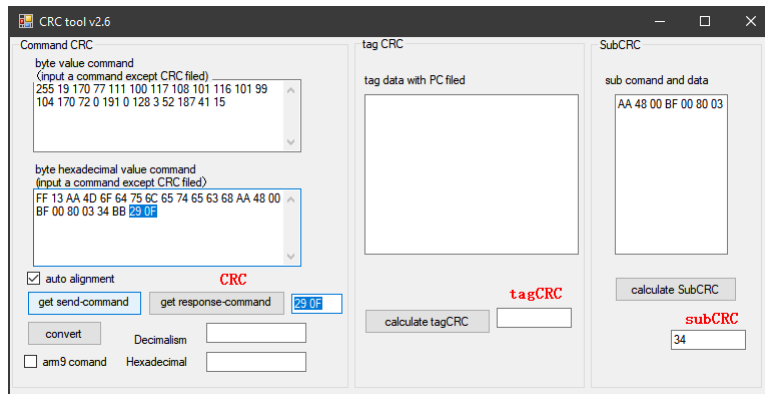 CRC tool v2.6
Command CRC
byte value command
(input a command except CRC filed)
255 19 170 77 111 100 117 108 101 116 101 99
104 170 72 0 191 0 128 3 52 187 41 15
byte hexadecimal value command
(input a command except CRC filed)
FF 13 AA 4D 6F 64 75 6C 65 74 65 63 68 AA 48 00
BF 00 80 03 34 BB 29 0F
auto alignment
CRC
get send-command
get response-command
29 0F
convert
Decimalism
arm9 comand
Hexadecimal
tag CRC
tag data with PC filed
tagCRC
calculate tagCRC
SubCRC
sub comand and data
AA 48 00 BF 00 80 03
calculate SubCRC
subCRC
34